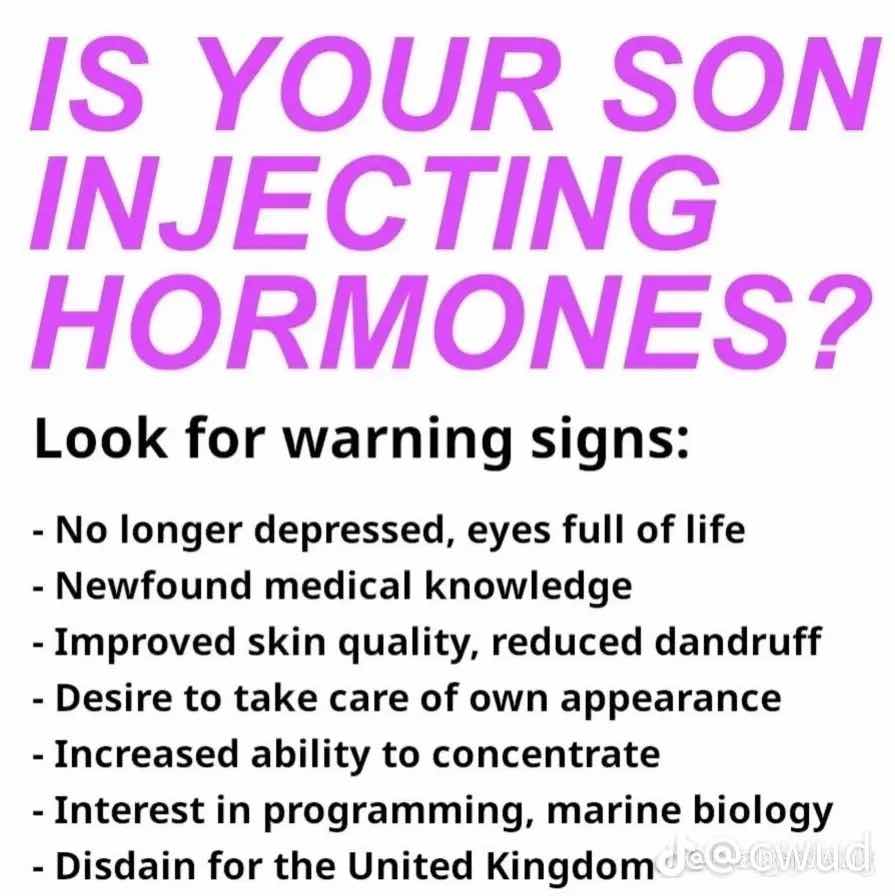 IS YOUR SON
INJECTING
HORMONES?
Look for warning signs:
- No longer depressed, eyes full of life
- Newfound medical knowledge
- Improved skin quality, reduced dandruff
- Desire to take care of own appearance
- Increased ability to concentrate
- Interest in programming, marine biology
- Disdain for the United Kingdom